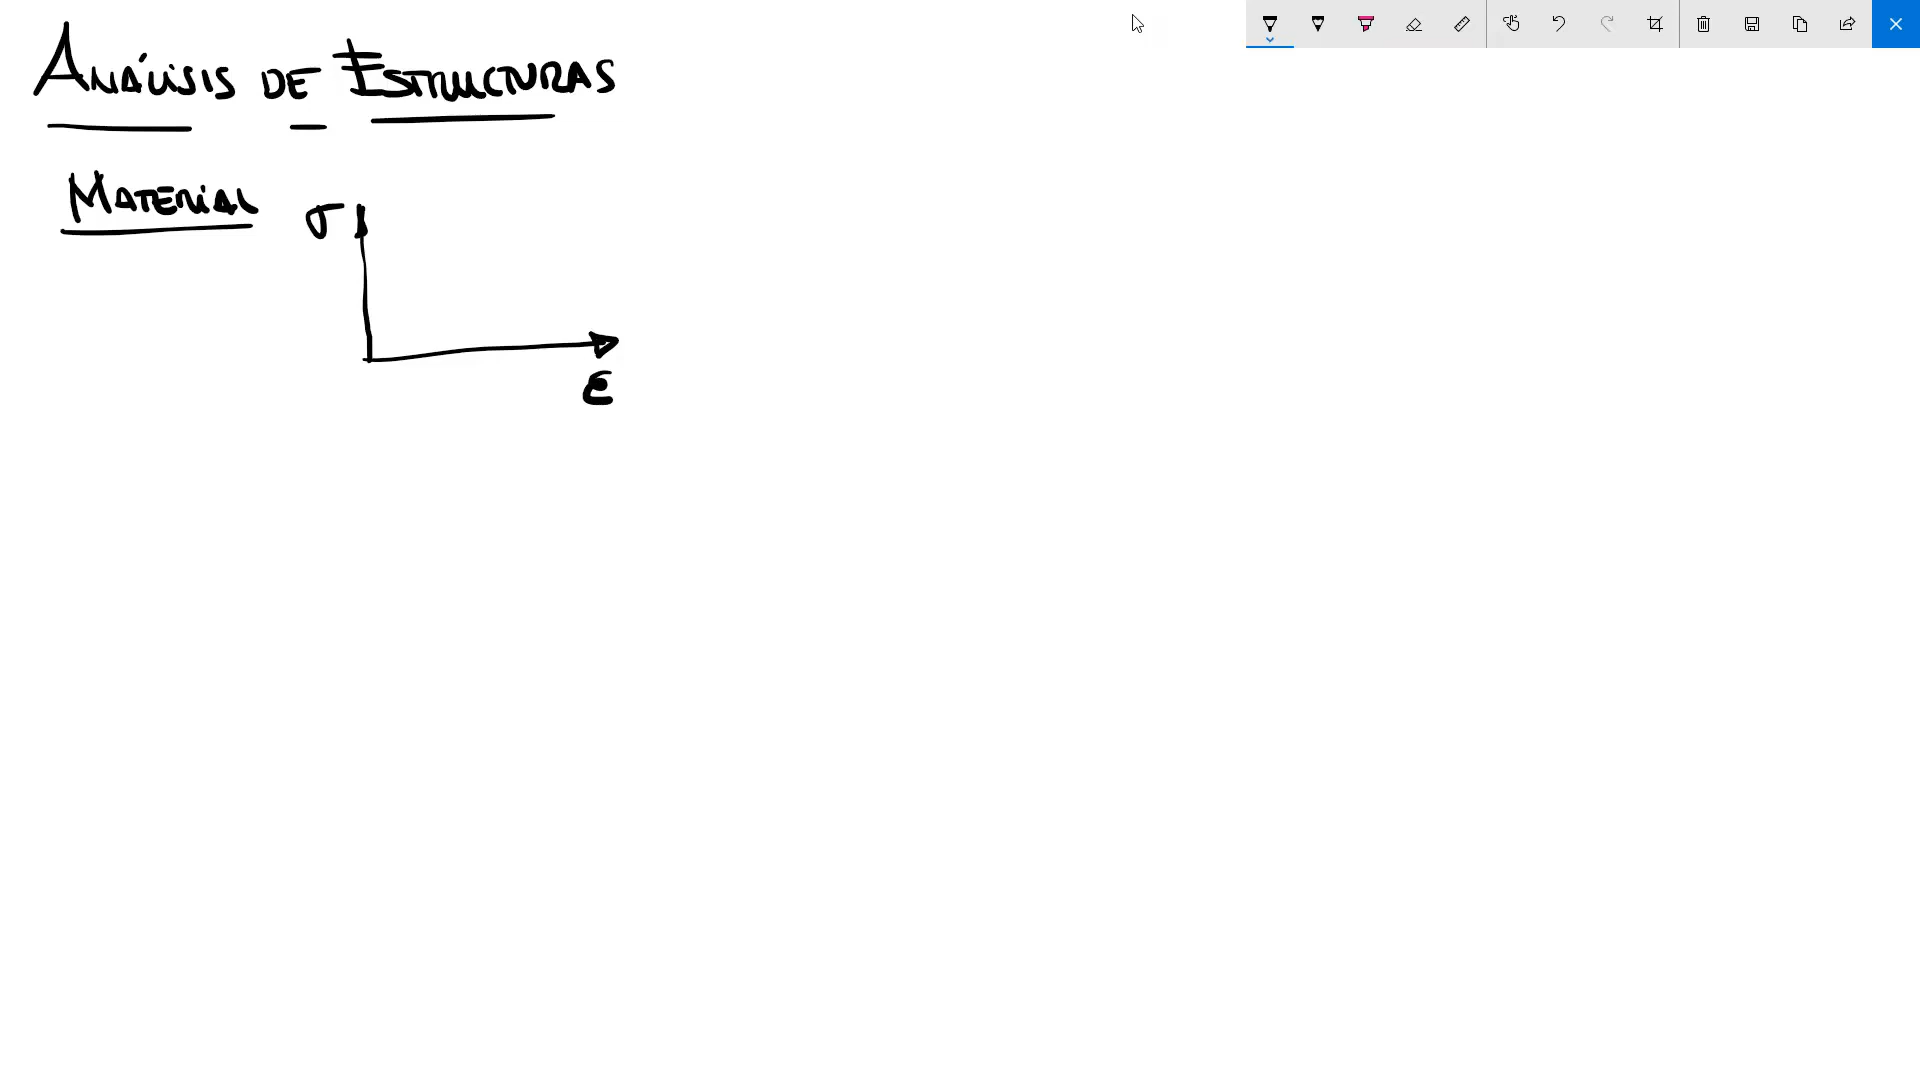 ANÁLISIS DE ESTRUCTURAS
MATERIAL
σ
ε